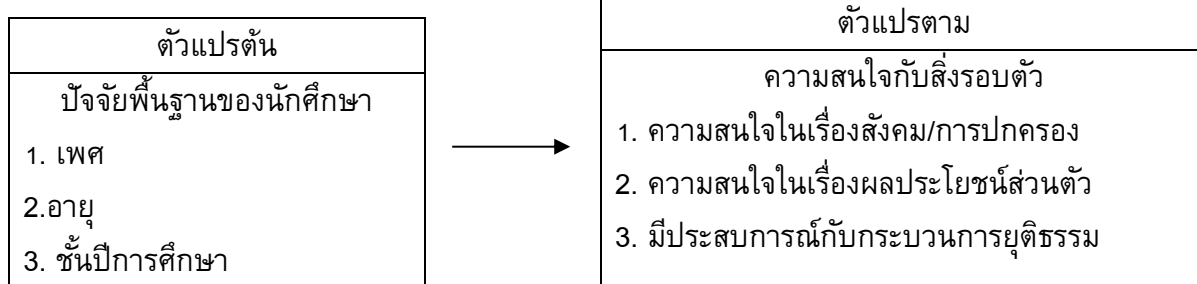 ตัวแปรต้น
ปัจจัยพื้นฐานของนักศึกษา
1. เพศ
2.อายุ
3. ชั้นปีการศึกษา
ตัวแปรตาม
ความสนใจกับสิ่งรอบตัว
1. ความสนใจในเรื่องสังคม/การปกครอง
2. ความสนใจในเรื่องผลประโยชน์ส่วนตัว
3. มีประสบการณ์กับกระบวนการยุติธรรม